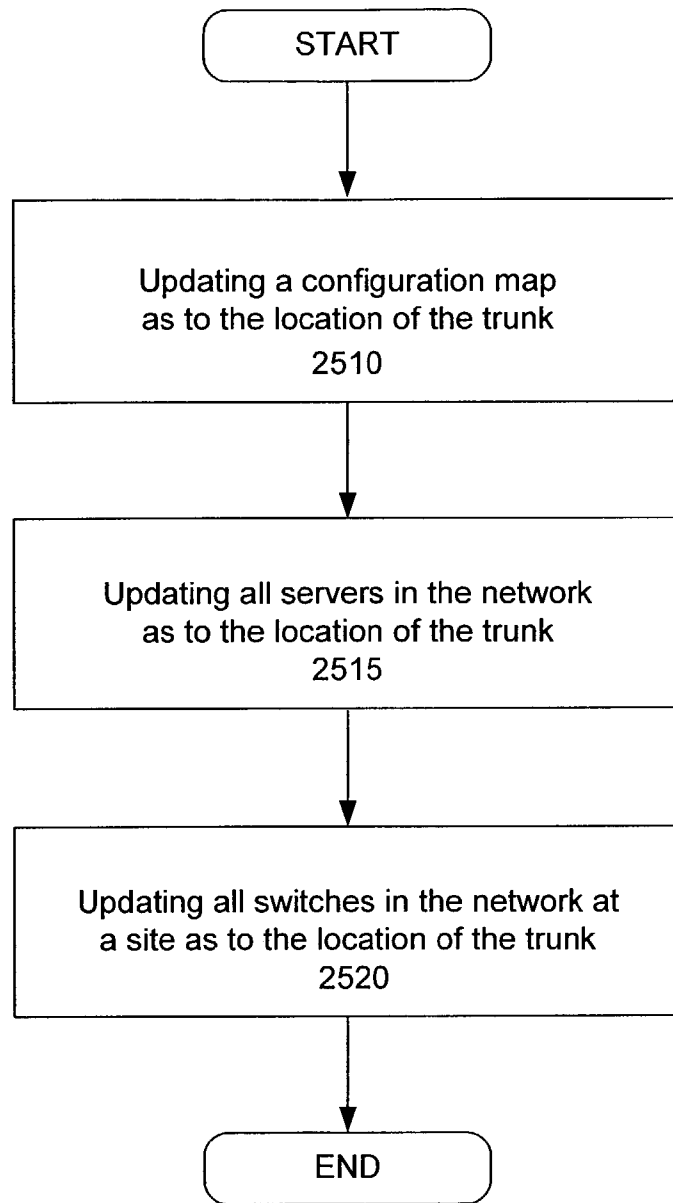 START
Updating a configuration map
as to the location of the trunk
2510
Updating all servers in the network
as to the location of the trunk
2515
Updating all switches in the network at
a site as to the location of the trunk
2520
END